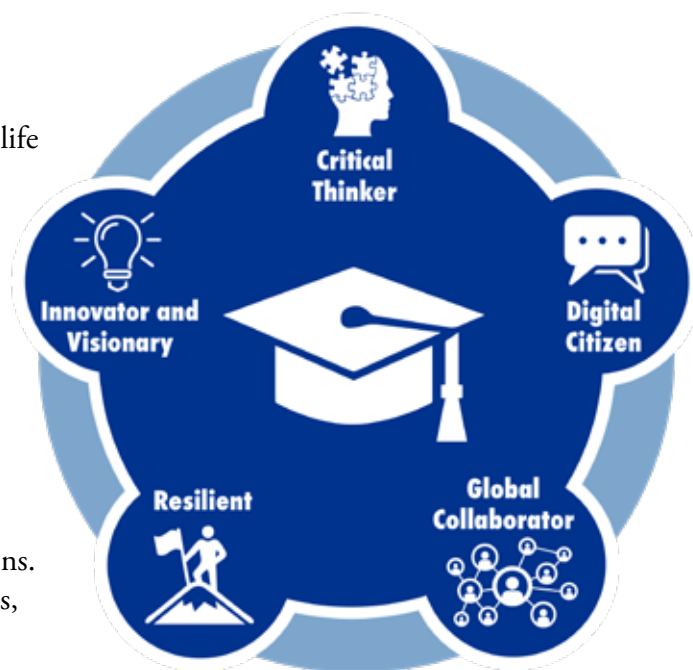 life
Critical
Thinker
Innovator and
Visionary
Digital
Citizen
Resilient
Global
Collaborator
ns.
s,